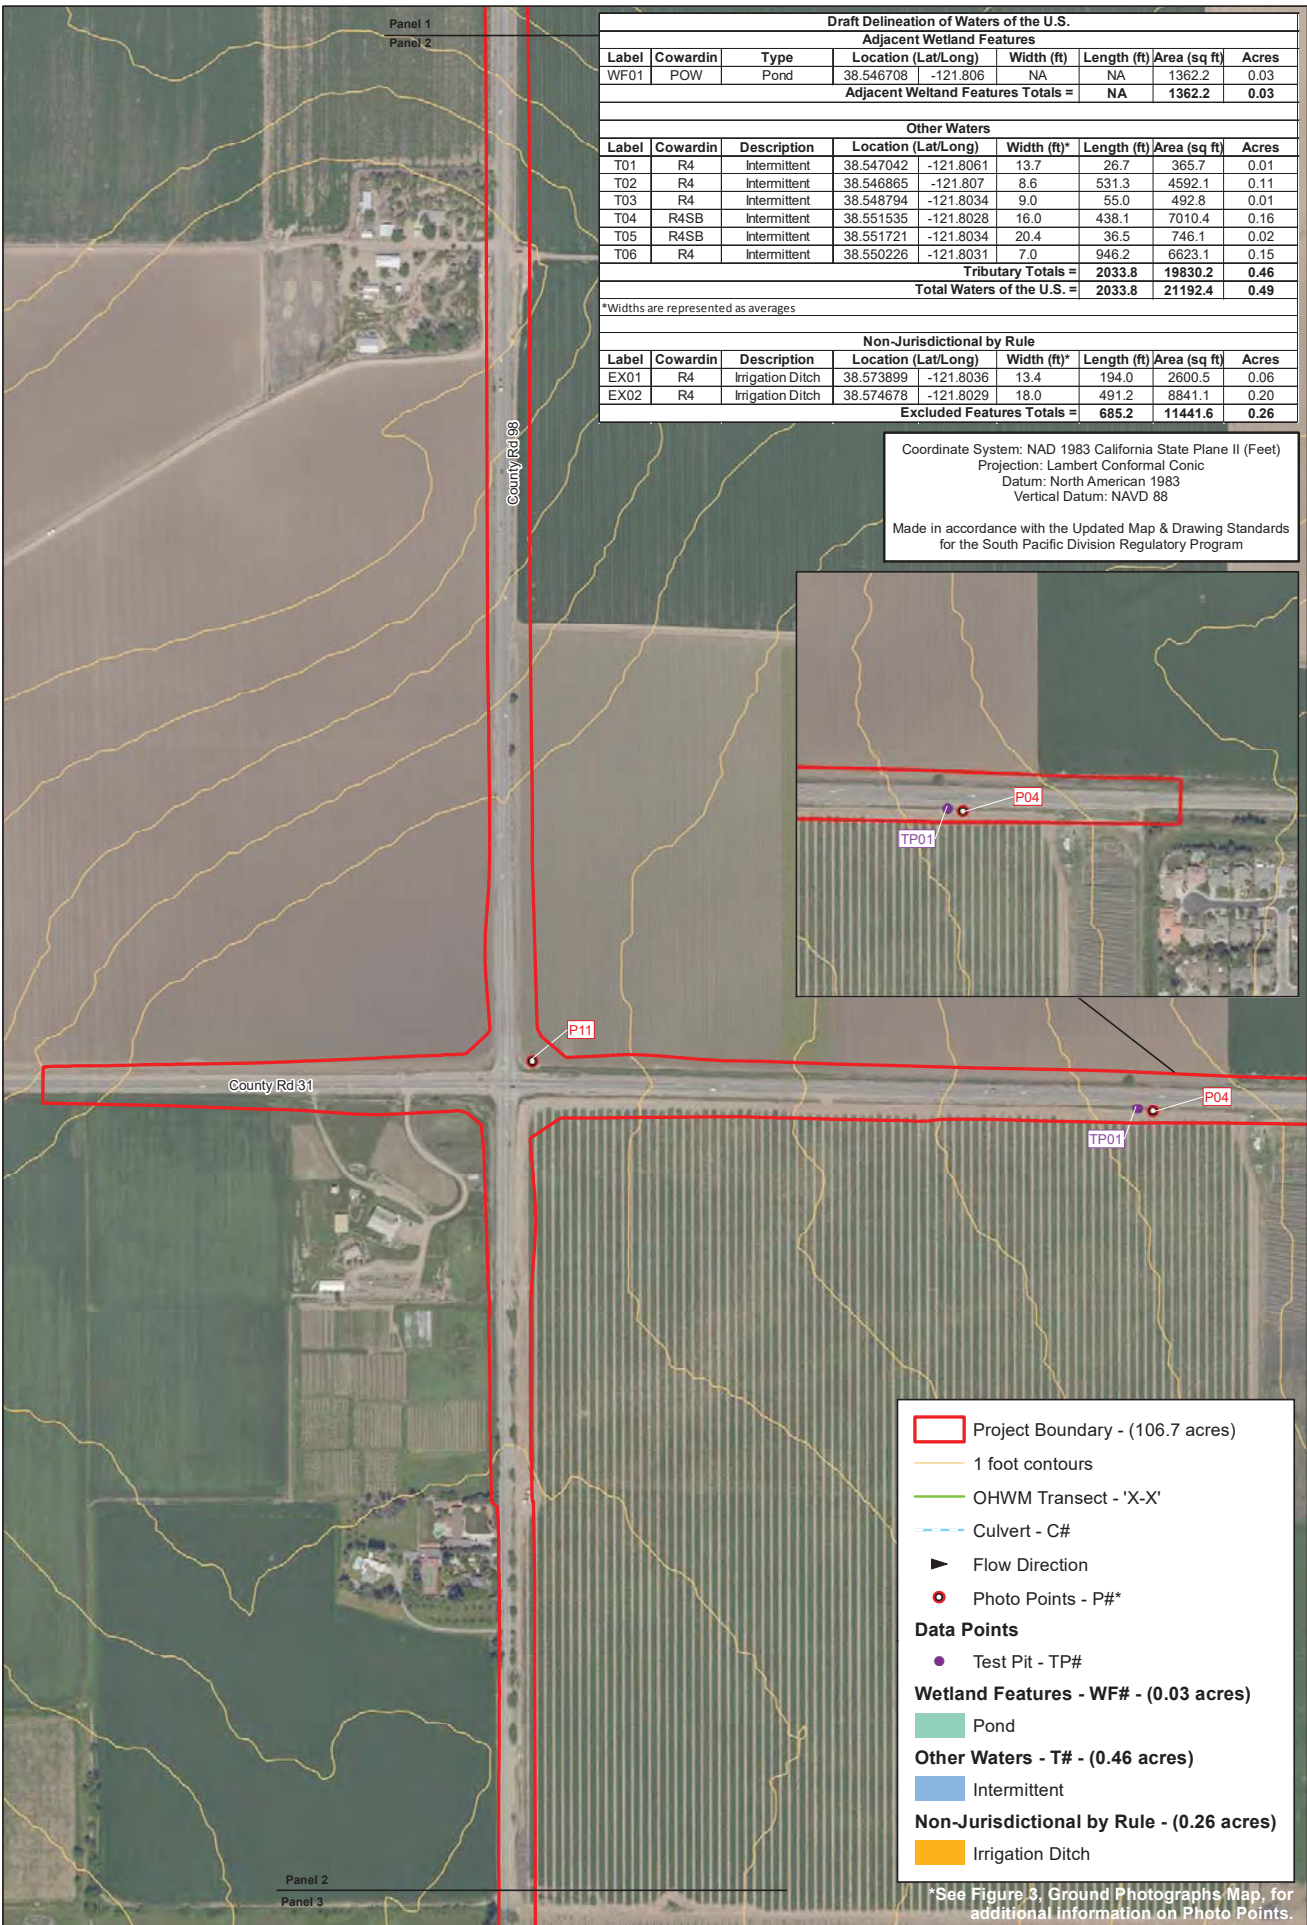 Panel 1
Panel 2
Draft Delineation of Waters of the U.S.
Adjacent Wetland Features
Label Cowardin Type Location (Lat/Long) Width (ft) Length (ft) Area (sq ft) Acres
WF01 POW Pond 38.546708 -121.806 NA NA 1362.2 0.03
Adjacent Weltand Features Totals = NA 1362.2 0.03
Other Waters
Label Cowardin Description Location (Lat/Long) Width (ft)* Length (ft) Area (sq ft) Acres
T01 R4 Intermittent 38.547042 -121.8061 13.7 26.7 365.7 0.01
T02 R4 Intermittent 38.546865 -121.807 8.6 531.3 4592.1 0.11
T03 R4 Intermittent 38.548794 -121.8034 9.0 55.0 492.8 0.01
T04 R4SB Intermittent 38.551535 -121.8028 16.0 438.1 7010.4 0.16
T05 R4SB Intermittent 38.551721 -121.8034 20.4 36.5 746.1 0.02
T06 R4 Intermittent 38.550226 -121.8031 7.0 946.2 6623.1 0.15
Tributary Totals = 2033.8 19830.2 0.46
Total Waters of the U.S. = 2033.8 21192.4 0.49
*Widths are represented as averages
Non-Jurisdictional by Rule
Label Cowardin Description Location (Lat/Long) Width (ft)* Length (ft) Area (sq ft) Acres
EX01 R4 Irrigation Ditch 38.573899 -121.8036 13.4 194.0 2600.5 0.06
EX02 R4 Irrigation Ditch 38.574678 -121.8029 18.0 491.2 8841.1 0.20
Excluded Features Totals = 685.2 11441.6 0.26
County Rd 98
Coordinate System: NAD 1983 California State Plane II (Feet)
Projection: Lambert Conformal Conic
Datum: North American 1983
Vertical Datum: NAVD 88
Made in accordance with the Updated Map & Drawing Standards
for the South Pacific Division Regulatory Program
P04
TP01
P11
County Rd 31
P04
TP01
Project Boundary - (106.7 acres)
1 foot contours
OHWM Transect - 'X-X'
Culvert - C#
Flow Direction
Photo Points - P#*
Data Points
Test Pit - TP#
Wetland Features - WF# - (0.03 acres)
Pond
Other Waters - T# - (0.46 acres)
Intermittent
Non-Jurisdictional by Rule - (0.26 acres)
Irrigation Ditch
Panel 2
Panel 3
*See Figure 3, Ground Photographs Map, for
additional information on Photo Points.